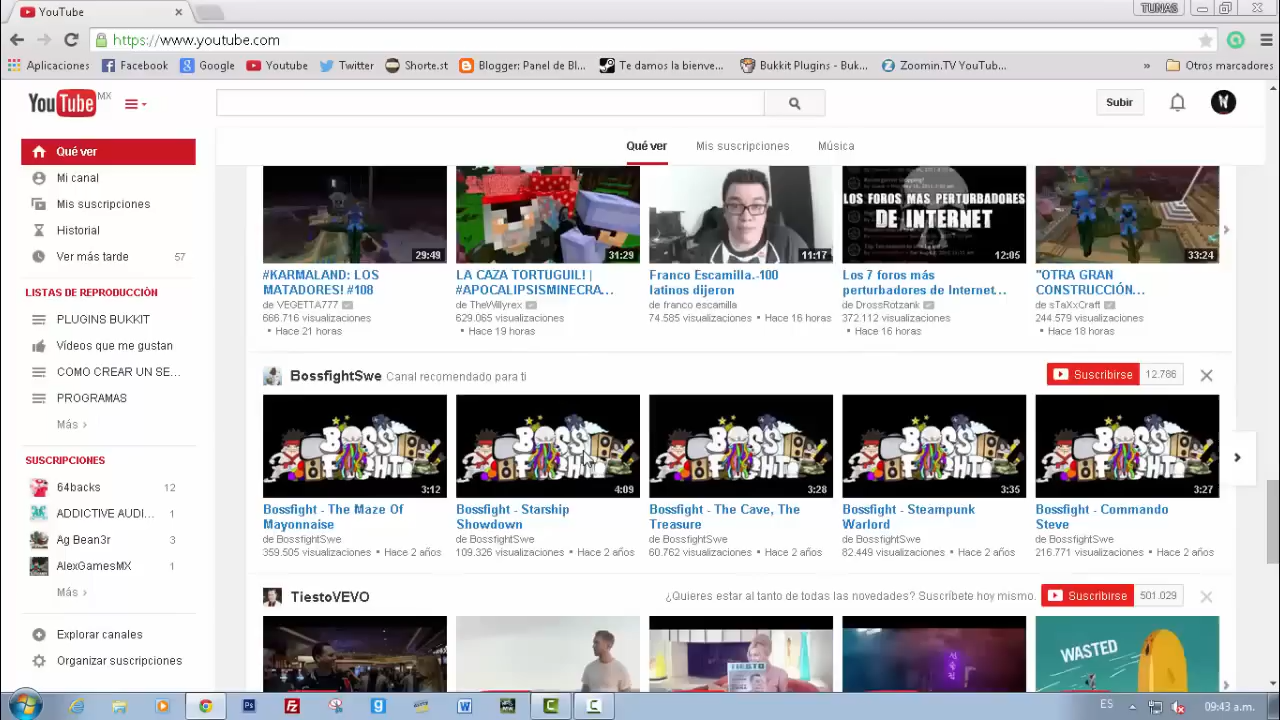 YouTube
TUNAS
https://www.youtube.com
Aplicaciones Facebook Google Youtube Twitter Shorte.st Blogger: Panel de Bl... Te damos la bienve... Bukkit Plugins - Buk... Zoomin.TV YouTub... » Otros marcadores
YouTube MX
Subir
Qué ver Mis suscripciones Música
Qué ver
Mi canal
Mis suscripciones
Historial
Ver más tarde 57
LISTAS DE REPRODUCCIÓN
PLUGINS BUKKIT
Vídeos que me gustan
COMO CREAR UN SE...
PROGRAMAS
Más ›
SUSCRIPCIONES
64backs 12
ADDICTIVE AUDI... 1
Ag Bean3r 3
AlexGamesMX 1
Más ›
Explorar canales
Organizar suscripciones
29:49
#KARMALAND: LOS
MATADORES! #108
de VEGETTA777
666.716 visualizaciones
• Hace 21 horas
31:29
LA CAZA TORTUGUIL! |
#APOCALIPSISMINECRA...
de TheWillyrex
629.065 visualizaciones
• Hace 19 horas
11:17
Franco Escamilla.-100
latinos dijeron
de franco escamilla
74.585 visualizaciones • Hace 16 horas
LOS FOROS MAS PERTURBADORES
DE INTERNET
12:05
Los 7 foros más
perturbadores de Internet...
de DrossRotzank
372.112 visualizaciones
• Hace 16 horas
33:24
"OTRA GRAN
CONSTRUCCIÓN...
de sTaXxCraft
244.579 visualizaciones
• Hace 18 horas
BossfightSwe Canal recomendado para ti
Suscribirse 12.786
BOSS
FIGHT
3:12
Bossfight - The Maze Of
Mayonnaise
de BossfightSwe
359.505 visualizaciones • Hace 2 años
BOSS
FIGHT
4:09
Bossfight - Starship
Showdown
de BossfightSwe
109.326 visualizaciones • Hace 2 años
BOSS
FIGHT
3:28
Bossfight - The Cave, The
Treasure
de BossfightSwe
60.762 visualizaciones • Hace 2 años
BOSS
FIGHT
3:35
Bossfight - Steampunk
Warlord
de BossfightSwe
82.449 visualizaciones • Hace 2 años
BOSS
FIGHT
3:27
Bossfight - Commando
Steve
de BossfightSwe
216.771 visualizaciones • Hace 2 años
TiestoVEVO
¿Quieres estar al tanto de todas las novedades? Suscríbete hoy mismo.
Suscribirse 501.029
TIESTO
WASTED
ES
09:43 a.m.